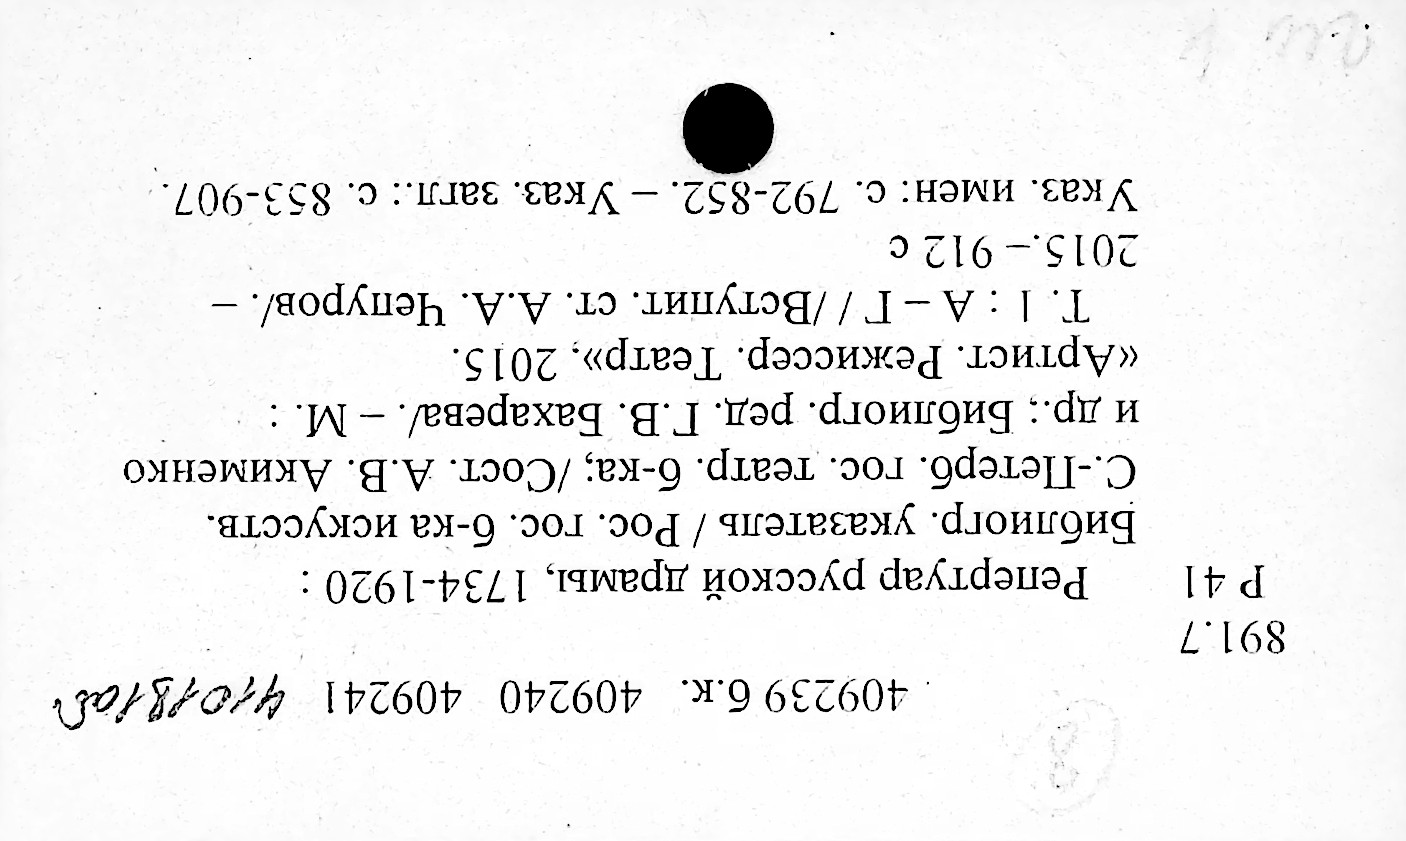 409239 б.к. 409240 409241 410181
891.7
Р 41 Репертуар русской драмы, 1734-1920 :
Библиогр. указатель / Рос. гос. б-ка искусств.
С.-Петерб. гос. театр. б-ка; /Сост. А.В. Акименко
и др.; Библиогр. ред. Г.В. Бахарева/. – М. :
«Артист. Режиссер. Театр», 2015.
Т. 1 : А – Г / /Вступит. ст. А.А. Чепуров/. –
2015.– 912 с
Указ. имен: с. 792-852. – Указ. загл.: с. 853-907.